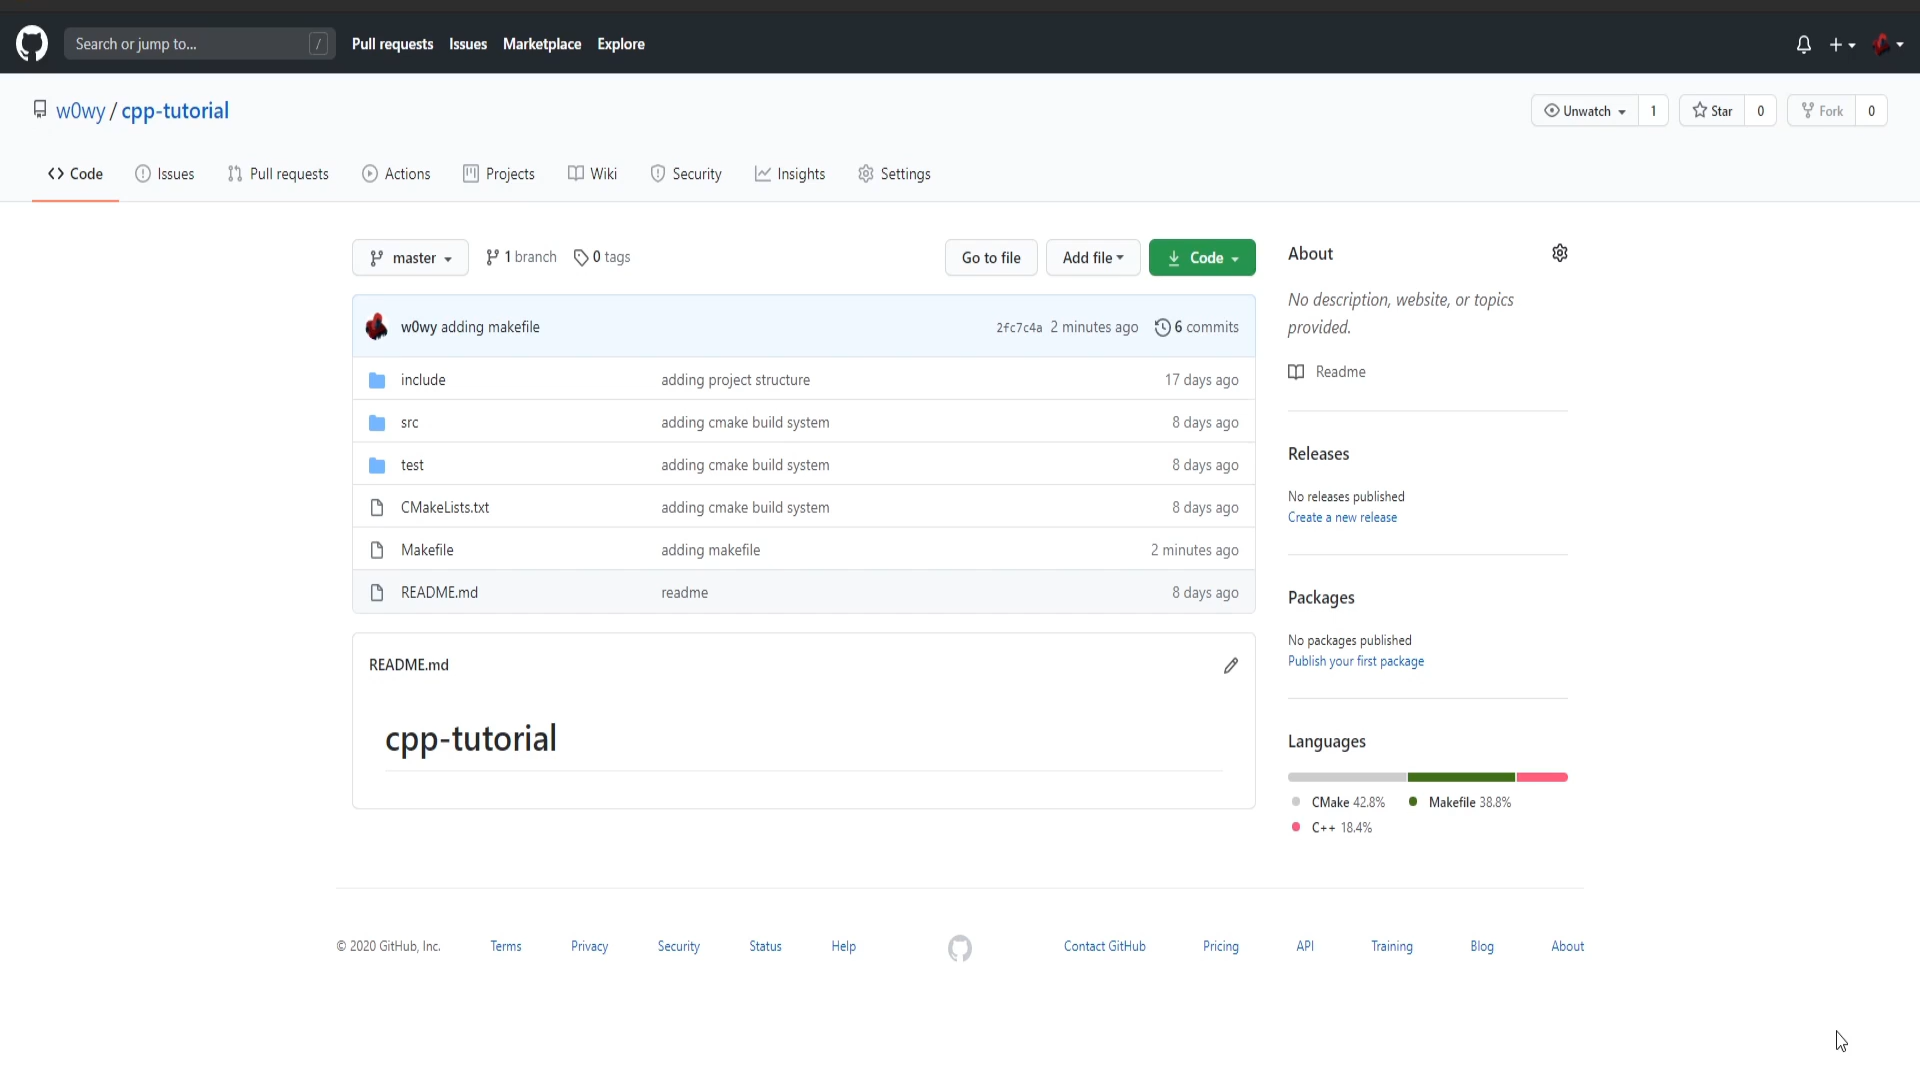 Search or jump to... /
Pull requests Issues Marketplace Explore
w0wy / cpp-tutorial
Unwatch 1 Star 0 Fork 0
Code Issues Pull requests Actions Projects Wiki Security Insights Settings
master 1 branch 0 tags
Go to file Add file Code
w0wy adding makefile 2fc7c4a 2 minutes ago 6 commits
include adding project structure 17 days ago
src adding cmake build system 8 days ago
test adding cmake build system 8 days ago
CMakeLists.txt adding cmake build system 8 days ago
Makefile adding makefile 2 minutes ago
README.md readme 8 days ago
README.md
cpp-tutorial
About
No description, website, or topics
provided.
Readme
Releases
No releases published
Create a new release
Packages
No packages published
Publish your first package
Languages
CMake 42.8% Makefile 38.8%
C++ 18.4%
© 2020 GitHub, Inc. Terms Privacy Security Status Help Contact GitHub Pricing API Training Blog About